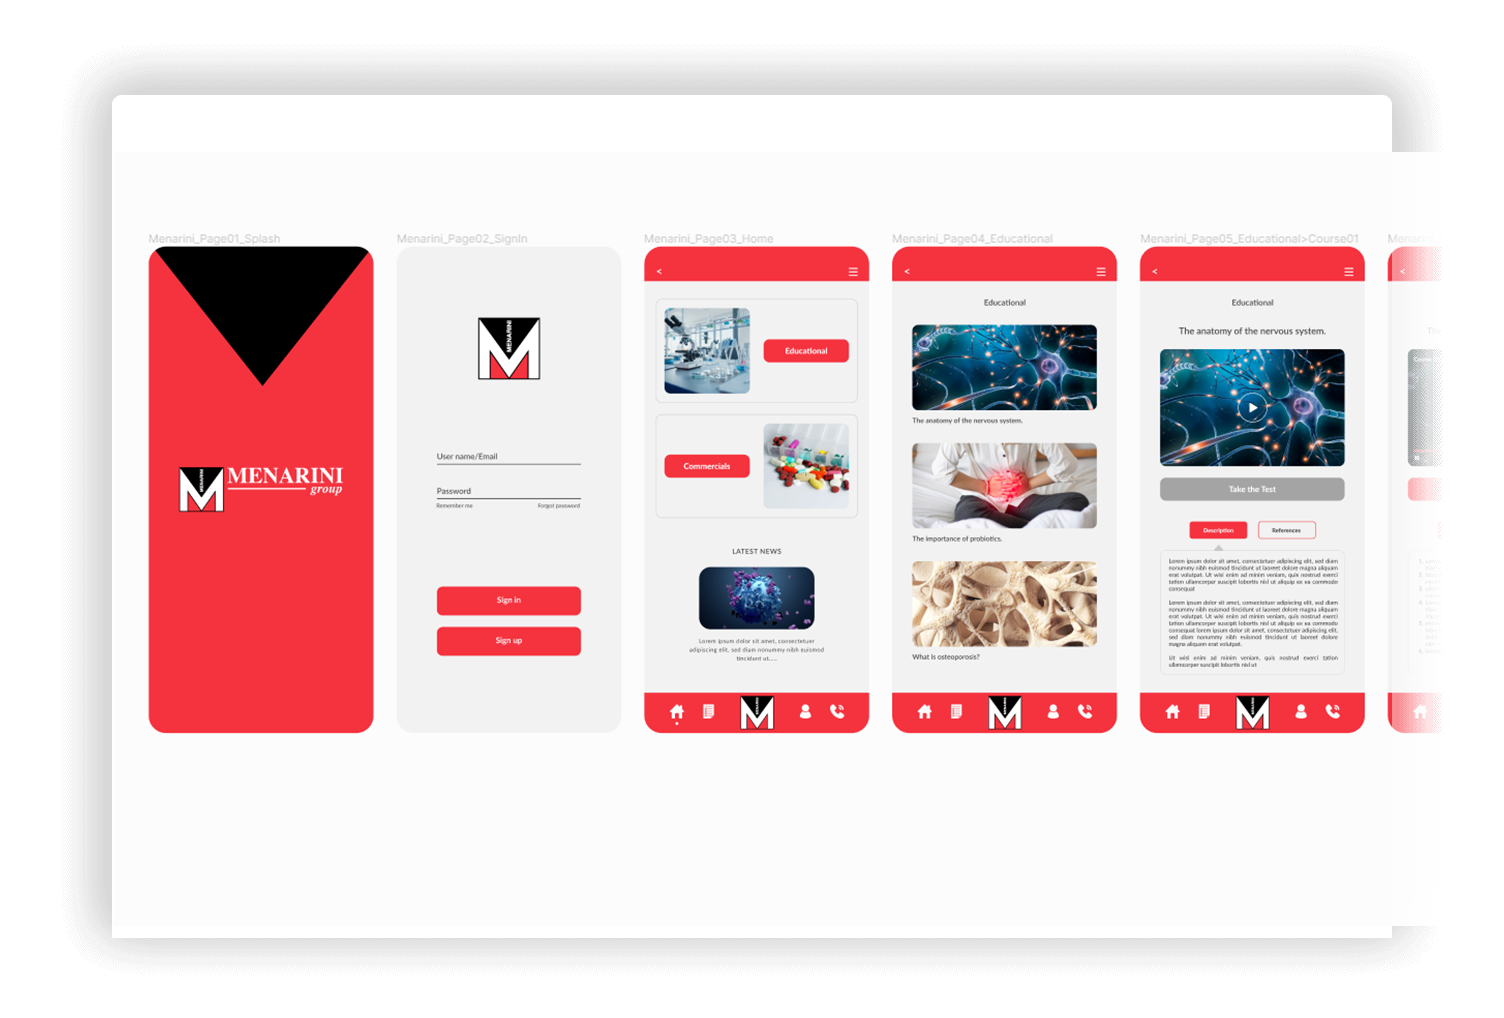 Menarini_Page01_Splash
MENARINI
MENARINI
group
Menarini_Page02_SignIn
MENARINI
User name/Email
Password
Remember me
Forgot password
Sign in
Sign up
Menarini_Page03_Home
<
Educational
Commercials
LATEST NEWS
Lorem ipsum dolor sit amet, consectetuer
adipiscing elit, sed diam nonummy nibh euismod
tincidunt ut.....
Menarini_Page04_Educational
<
Educational
The anatomy of the nervous system.
The importance of probiotics.
What is osteoporosis?
Menarini_Page05_Educational>Course01
<
Educational
The anatomy of the nervous system.
Take the Test
Description
References
Lorem ipsum dolor sit amet, consectetuer adipiscing elit, sed diam
nonummy nibh euismod tincidunt ut laoreet dolore magna aliquam
erat volutpat. Ut wisi enim ad minim veniam, quis nostrud exerci
tation ullamcorper suscipit lobortis nisl ut aliquip ex ea commodo
consequat
Lorem ipsum dolor sit amet, consectetuer adipiscing elit, sed diam
nonummy nibh euismod tincidunt ut laoreet dolore magna aliquam
erat volutpat. Ut wisi enim ad minim veniam, quis nostrud exerci
tation ullamcorper suscipit lobortis nisl ut aliquip ex ea commodo
consequat lorem ipsum dolor sit amet, consectetuer adipiscing elit,
sed diam nonummy nibh euismod tincidunt ut laoreet dolore magna
aliquam erat volutpat.
Ut wisi enim ad minim veniam, quis nostrud exerci tation
ullamcorper suscipit lobortis nisl ut
<